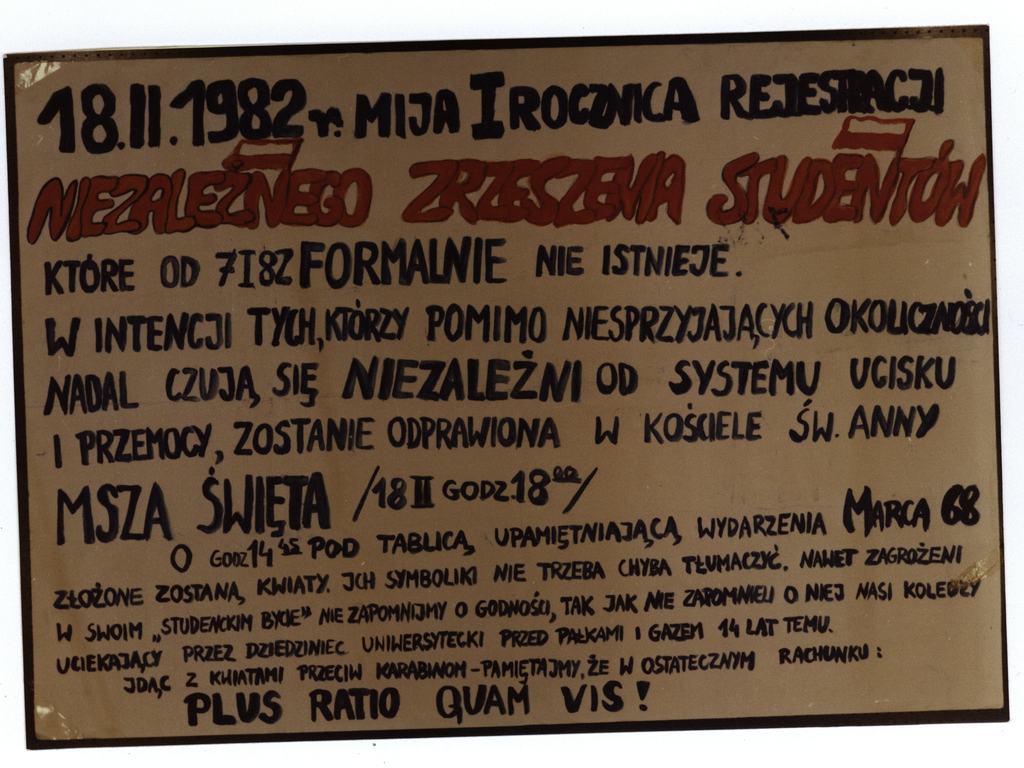 18.II.1982 r. MIJA I ROCZNICA REJESTRACJI
NIEZALEŻNEGO ZRZESZENIA STUDENTÓW
KTÓRE OD 7I82 FORMALNIE NIE ISTNIEJE.
W INTENCJI TYCH, KTÓRZY POMIMO NIESPRZYJAJĄCYCH OKOLICZNOŚCI
NADAL CZUJĄ SIĘ NIEZALEŻNI OD SYSTEMU UCISKU
I PRZEMOCY, ZOSTANIE ODPRAWIONA W KOŚCIELE ŚW. ANNY
MSZA ŚWIĘTA /18 II GODZ.18⁰⁰/
O GODZ 14⁴⁵ POD TABLICĄ, UPAMIĘTNIAJĄCĄ, WYDARZENIA MARCA 68
ZŁOŻONE ZOSTANĄ KWIATY. ICH SYMBOLIKI NIE TRZEBA CHYBA TŁUMACZYĆ. NAWET ZAGROŻENI
W SWOIM „STUDENCKIM BYCIE" NIE ZAPOMNIJMY O GODNOŚCI, TAK JAK NIE ZAPOMNIELI O NIEJ NASI KOLEDZY
UCIEKAJĄCY PRZEZ DZIEDZINIEC UNIWERSYTECKI PRZED PAŁKAMI I GAZEM 14 LAT TEMU.
IDĄC Z KWIATAMI PRZECIW KARABINOM - PAMIĘTAJMY, ŻE W OSTATECZNYM RACHUNKU:
PLUS RATIO QUAM VIS!